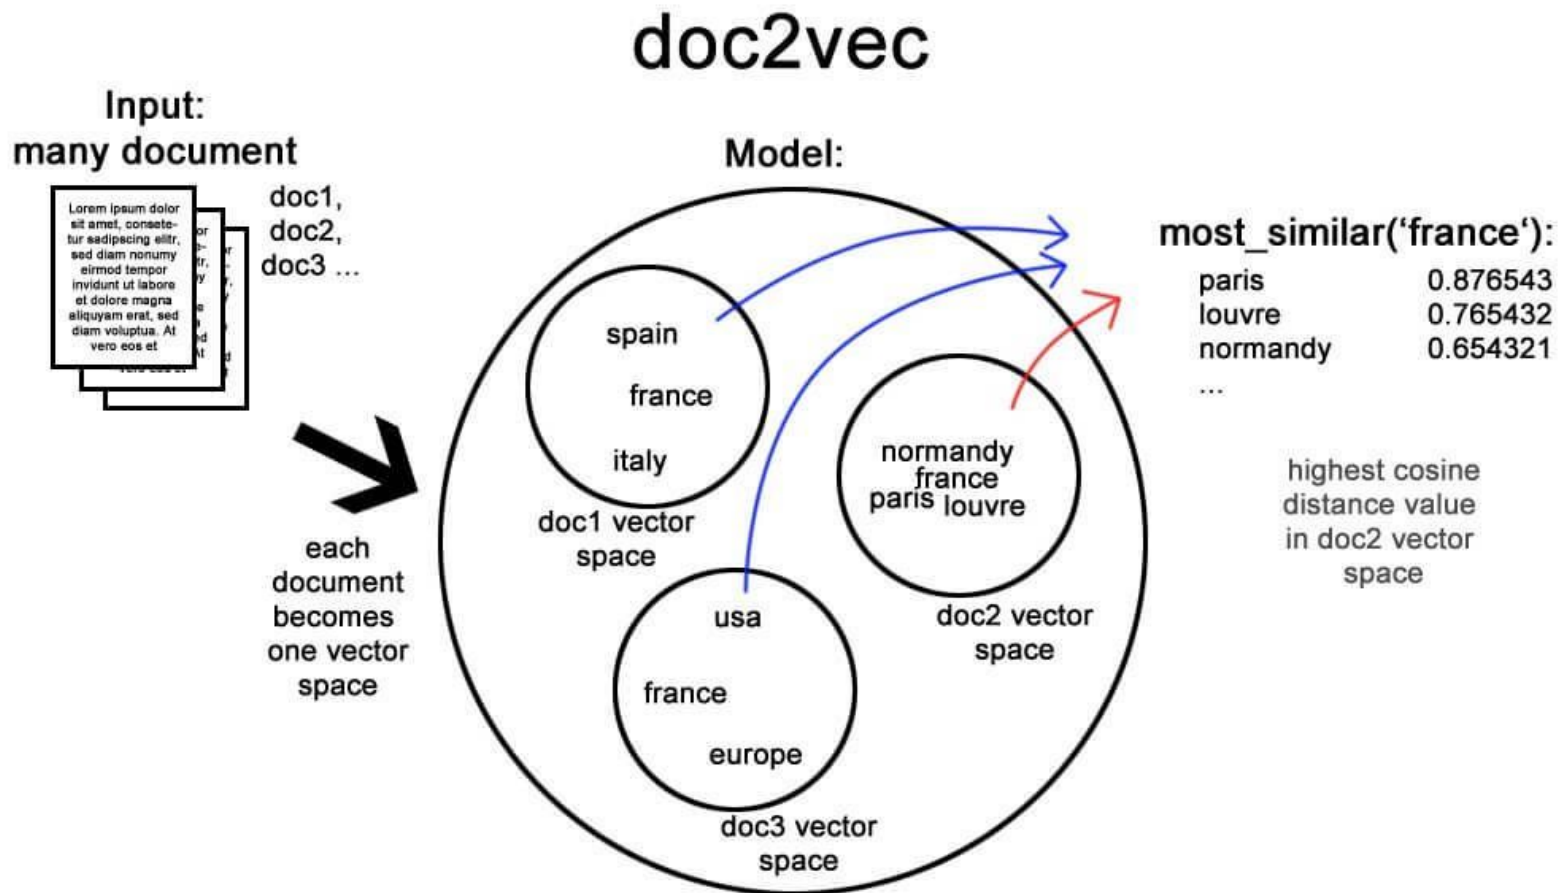 doc2vec
Input:
many document
doc1,
doc2,
doc3 ...
Lorem ipsum dolor
sit amet, consete-
tur sadipscing elitr,
sed diam nonumy
eirmod tempor
invidunt ut labore
et dolore magna
aliquyam erat, sed
diam voluptua. At
vero eos et
each
document
becomes
one vector
space
Model:
spain
france
italy
doc1 vector
space
normandy
france
paris louvre
doc2 vector
space
usa
france
europe
doc3 vector
space
most_similar(‘france‘):
paris 0.876543
louvre 0.765432
normandy 0.654321
...
highest cosine
distance value
in doc2 vector
space